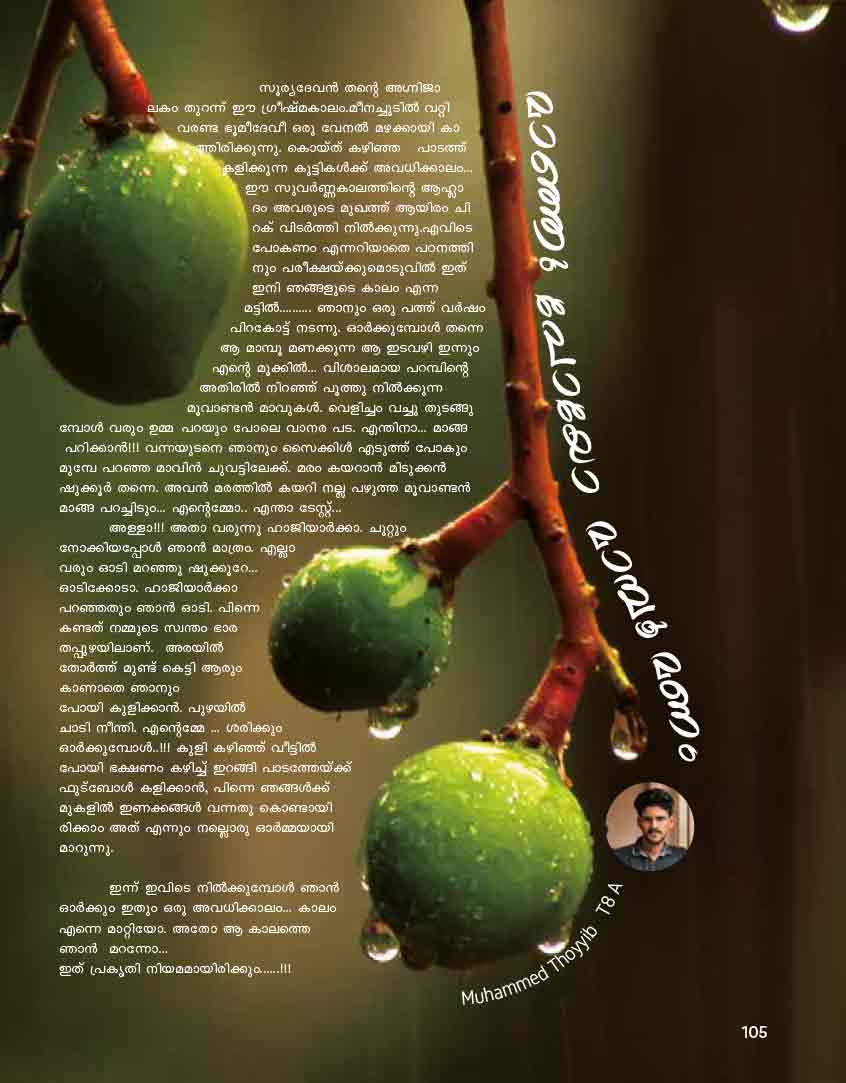 മാഞ്ഞു പോയൊരാ മാമ്പൂ മണം
സൂര്യദേവൻ തന്റെ അഗ്നിജാ
ലകം തുറന്ന് ഈ ഗ്രീഷ്മകാലം.മീനച്ചൂടിൽ വറ്റി
വരണ്ട ഭൂമീദേവീ ഒരു വേനൽ മഴക്കായി കാ
ത്തിരിക്കുന്നു. കൊയ്ത് കഴിഞ്ഞ പാടത്ത്
കളിക്കുന്ന കുട്ടികൾക്ക് അവധിക്കാലം...
ഈ സുവർണ്ണകാലത്തിന്റെ ആഹ്ലാ
ദം അവരുടെ മുഖത്ത് ആയിരം ചി
റക് വിടർത്തി നിൽക്കുന്നു.എവിടെ
പോകണം എന്നറിയാതെ പഠനത്തി
നും പരീക്ഷയ്ക്കുമൊടുവിൽ ഇത്
ഇനി ഞങ്ങളുടെ കാലം എന്ന
മട്ടിൽ.......... ഞാനും ഒരു പത്ത് വർഷം
പിറകോട്ട് നടന്നു. ഓർക്കുമ്പോൾ തന്നെ
ആ മാമ്പൂ മണക്കുന്ന ആ ഇടവഴി ഇന്നും
എന്റെ മൂക്കിൽ... വിശാലമായ പറമ്പിന്റെ
അതിരിൽ നിറഞ്ഞ് പൂത്തു നിൽക്കുന്ന
മൂവാണ്ടൻ മാവുകൾ. വെളിച്ചം വച്ചു തുടങ്ങു
മ്പോൾ വരും ഉമ്മ പറയും പോലെ വാനര പട. എന്തിനാ... മാങ്ങ
പറിക്കാൻ!!! വന്നയുടനെ ഞാനും സൈക്കിൾ എടുത്ത് പോകും
മുമ്പേ പറഞ്ഞ മാവിൻ ചുവട്ടിലേക്ക്. മരം കയറാൻ മിടുക്കൻ
ഷുക്കൂർ തന്നെ. അവൻ മരത്തിൽ കയറി നല്ല പഴുത്ത മൂവാണ്ടൻ
മാങ്ങ പറച്ചിടും... എന്റെമ്മോ.. എന്താ ടേസ്റ്റ്...
അള്ളാ!!! അതാ വരുന്നു ഹാജിയാർക്കാ. ചുറ്റും
നോക്കിയപ്പോൾ ഞാൻ മാത്രം. എല്ലാ
വരും ഓടി മറഞ്ഞു ഷുക്കൂറേ...
ഓടിക്കോടാ. ഹാജിയാർക്കാ
പറഞ്ഞതും ഞാൻ ഓടി. പിന്നെ
കണ്ടത് നമ്മുടെ സ്വന്തം ഭാര
തപ്പുഴയിലാണ്. അരയിൽ
തോർത്ത് മുണ്ട് കെട്ടി ആരും
കാണാതെ ഞാനും
പോയി കുളിക്കാൻ. പുഴയിൽ
ചാടി നീന്തി. എന്റെമ്മേ ... ശരിക്കും
ഓർക്കുമ്പോൾ..!!! കുളി കഴിഞ്ഞ് വീട്ടിൽ
പോയി ഭക്ഷണം കഴിച്ച് ഇറങ്ങി പാടത്തേയ്ക്ക്
ഫുട്ബോൾ കളിക്കാൻ, പിന്നെ ഞങ്ങൾക്ക്
മുകളിൽ ഇണക്കങ്ങൾ വന്നതു കൊണ്ടായി
രിക്കാം അത് എന്നും നല്ലൊരു ഓർമ്മയായി
മാറുന്നു.
ഇന്ന് ഇവിടെ നിൽക്കുമ്പോൾ ഞാൻ
ഓർക്കും ഇതും ഒരു അവധിക്കാലം... കാലം
എന്നെ മാറ്റിയോ. അതോ ആ കാലത്തെ
ഞാൻ മറന്നോ...
ഇത് പ്രകൃതി നിയമമായിരിക്കും......!!!
Muhammed Thoyyib T8 A
105